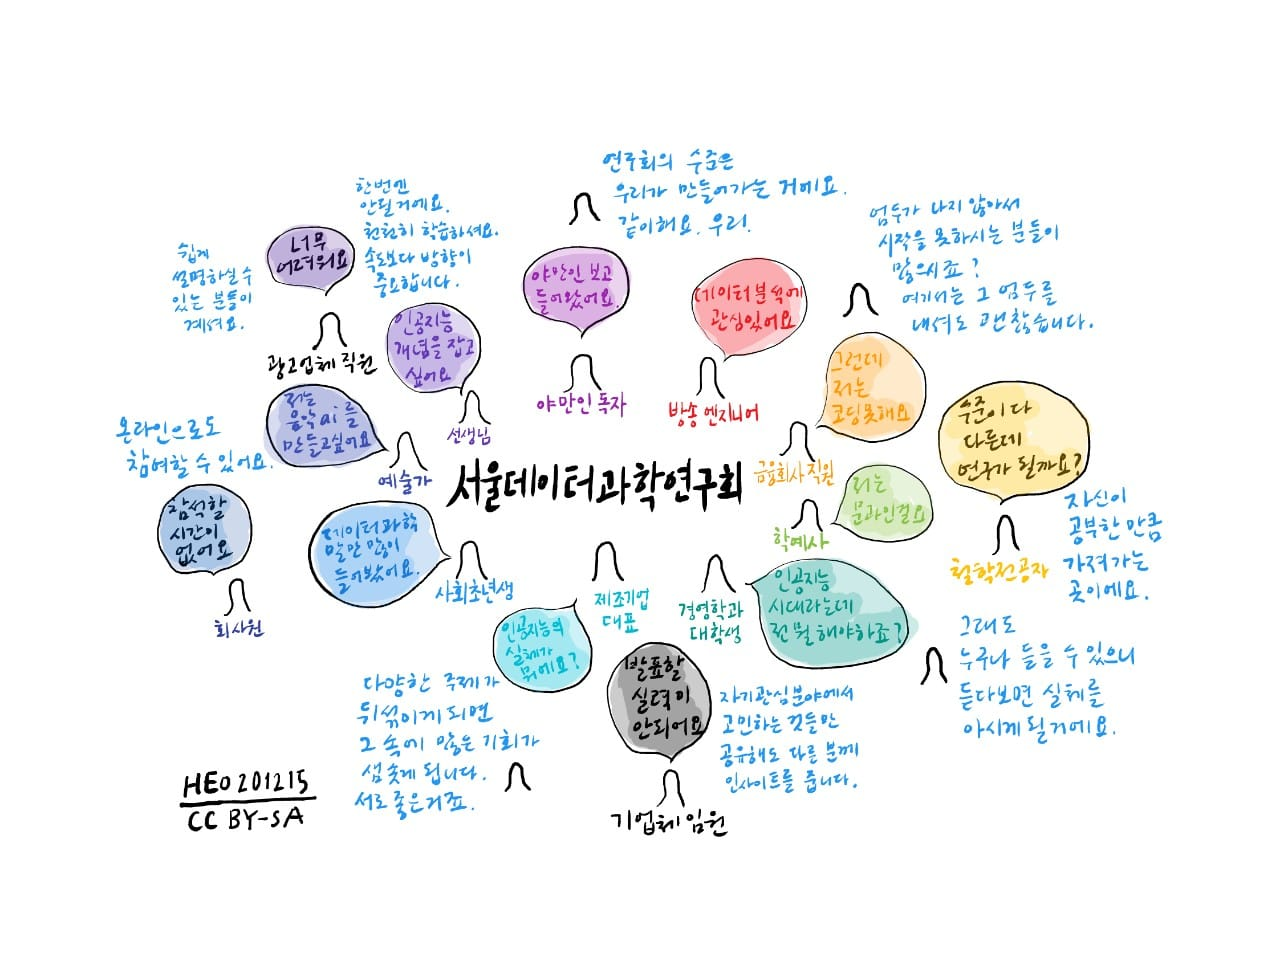 연구회의 수준은
우리가 만들어가는 거예요.
같이해요. 우리.
한번엔
안될거예요.
천천히 학습하셔요.
속도보다 방향이
중요합니다.
쉽게
설명하실 수
있는 분들이
계셔요.
너무
어려워요
광고업체 직원
인공지능
개념을 잡고
싶어요
선생님
야만인 보고
들어왔어요.
야만인 독자
데이터 분석에
관심있어요
방송 엔지니어
엄두가 나지 않아서
시작을 못하시는 분들이
많으시죠?
여기서는 그 엄두를
내셔도 괜찮습니다.
그런데
저는
코딩못해요
금융회사 직원
수준이 다
다른데
연구가 될까요?
철학전공자
자신이
공부한 만큼
가져가는
곳이에요.
저는
음악 ai를
만들고싶어요
예술가
온라인으로도
참여할 수 있어요.
참석할
시간이
없어요
회사원
서울데이터과학연구회
저는
문과인걸요
학예사
데이터과학
말만 많이
들어봤어요.
사회초년생
인공지능의
실체가
뭐에요?
제조기업
대표
경영학과
대학생
인공지능
시대라는데
전 뭘 해야하죠?
그래도
누구나 들을 수 있으니
듣다보면 실체를
아시게 될거에요.
발표할
실력이
안되어요
기업체 임원
자기관심분야에서
고민하는 것들만
공유해도 다른 분께
인사이트를 줍니다.
다양한 주제가
뒤섞이게 되면
그 속에 많은 기회가
샘솟게 됩니다.
서로 좋은거죠.
HEO 201215
CC BY-SA